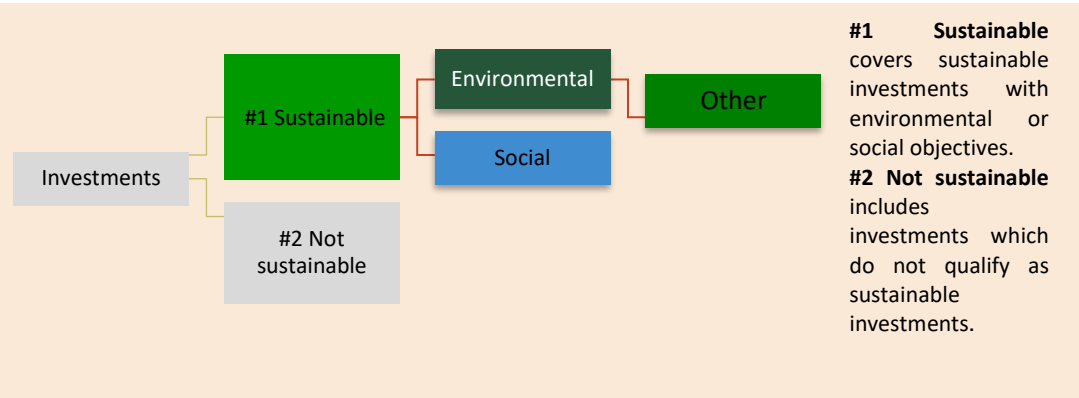 Investments
#1 Sustainable
#2 Not
sustainable
Environmental
Social
Other
#1 Sustainable
covers sustainable
investments with
environmental or
social objectives.
#2 Not sustainable
includes
investments which
do not qualify as
sustainable
investments.